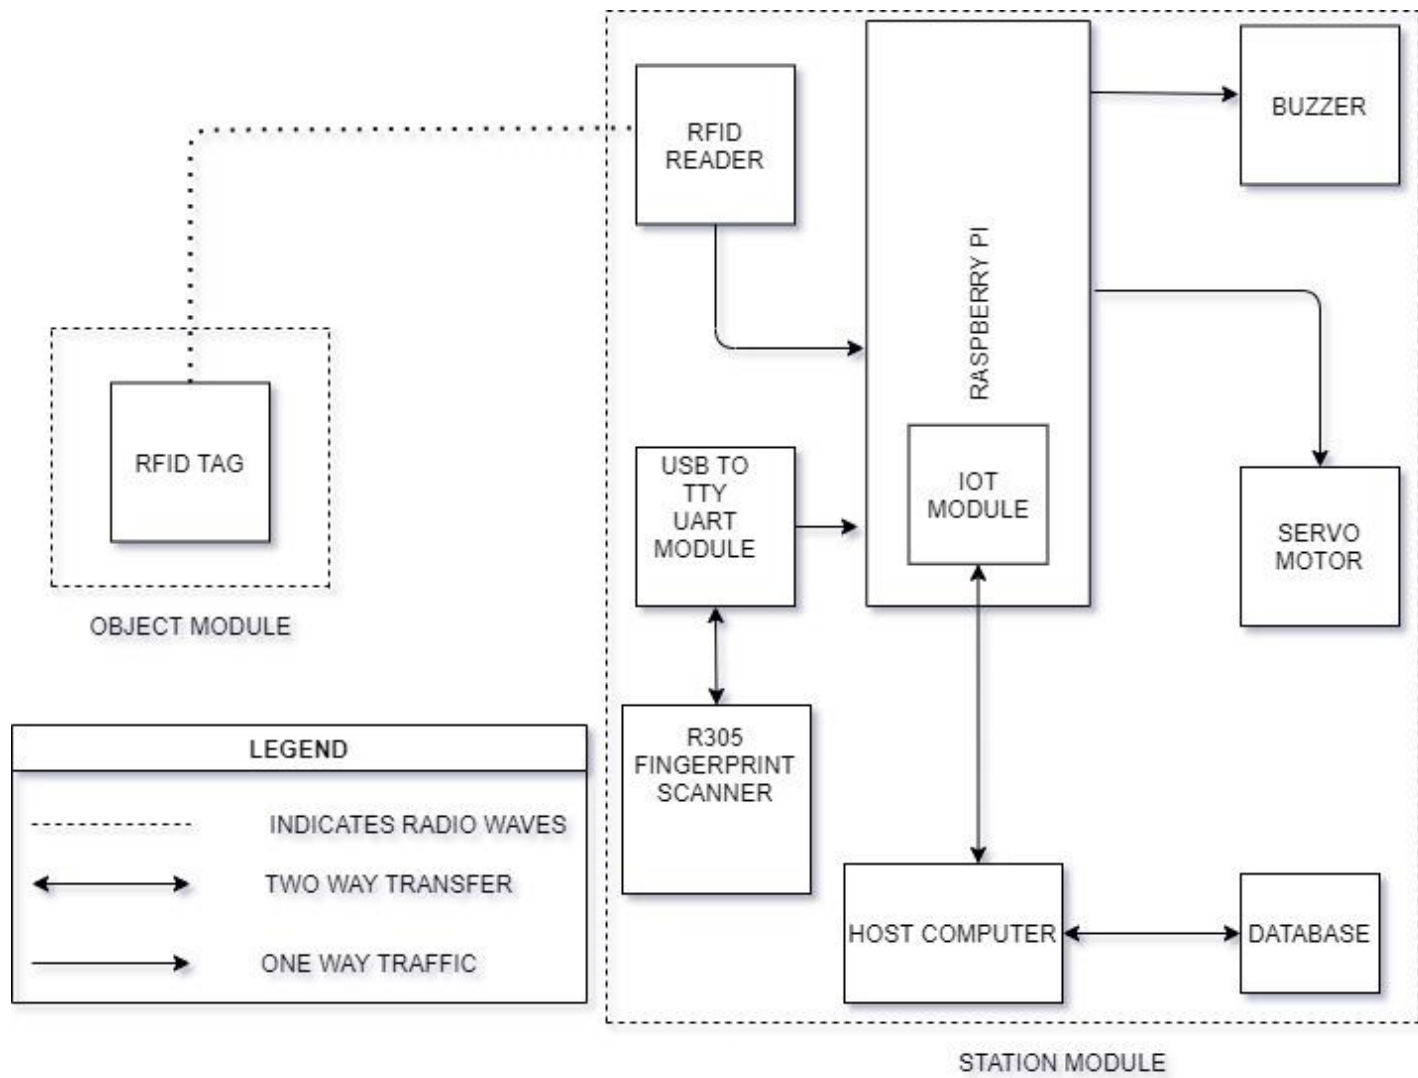 RFID
READER
BUZZER
RASPBERRY PI
RFID TAG
OBJECT MODULE
USB TO
TTY
UART
MODULE
IOT
MODULE
SERVO
MOTOR
R305
FINGERPRINT
SCANNER
LEGEND
INDICATES RADIO WAVES
TWO WAY TRANSFER
ONE WAY TRAFFIC
HOST COMPUTER
DATABASE
STATION MODULE